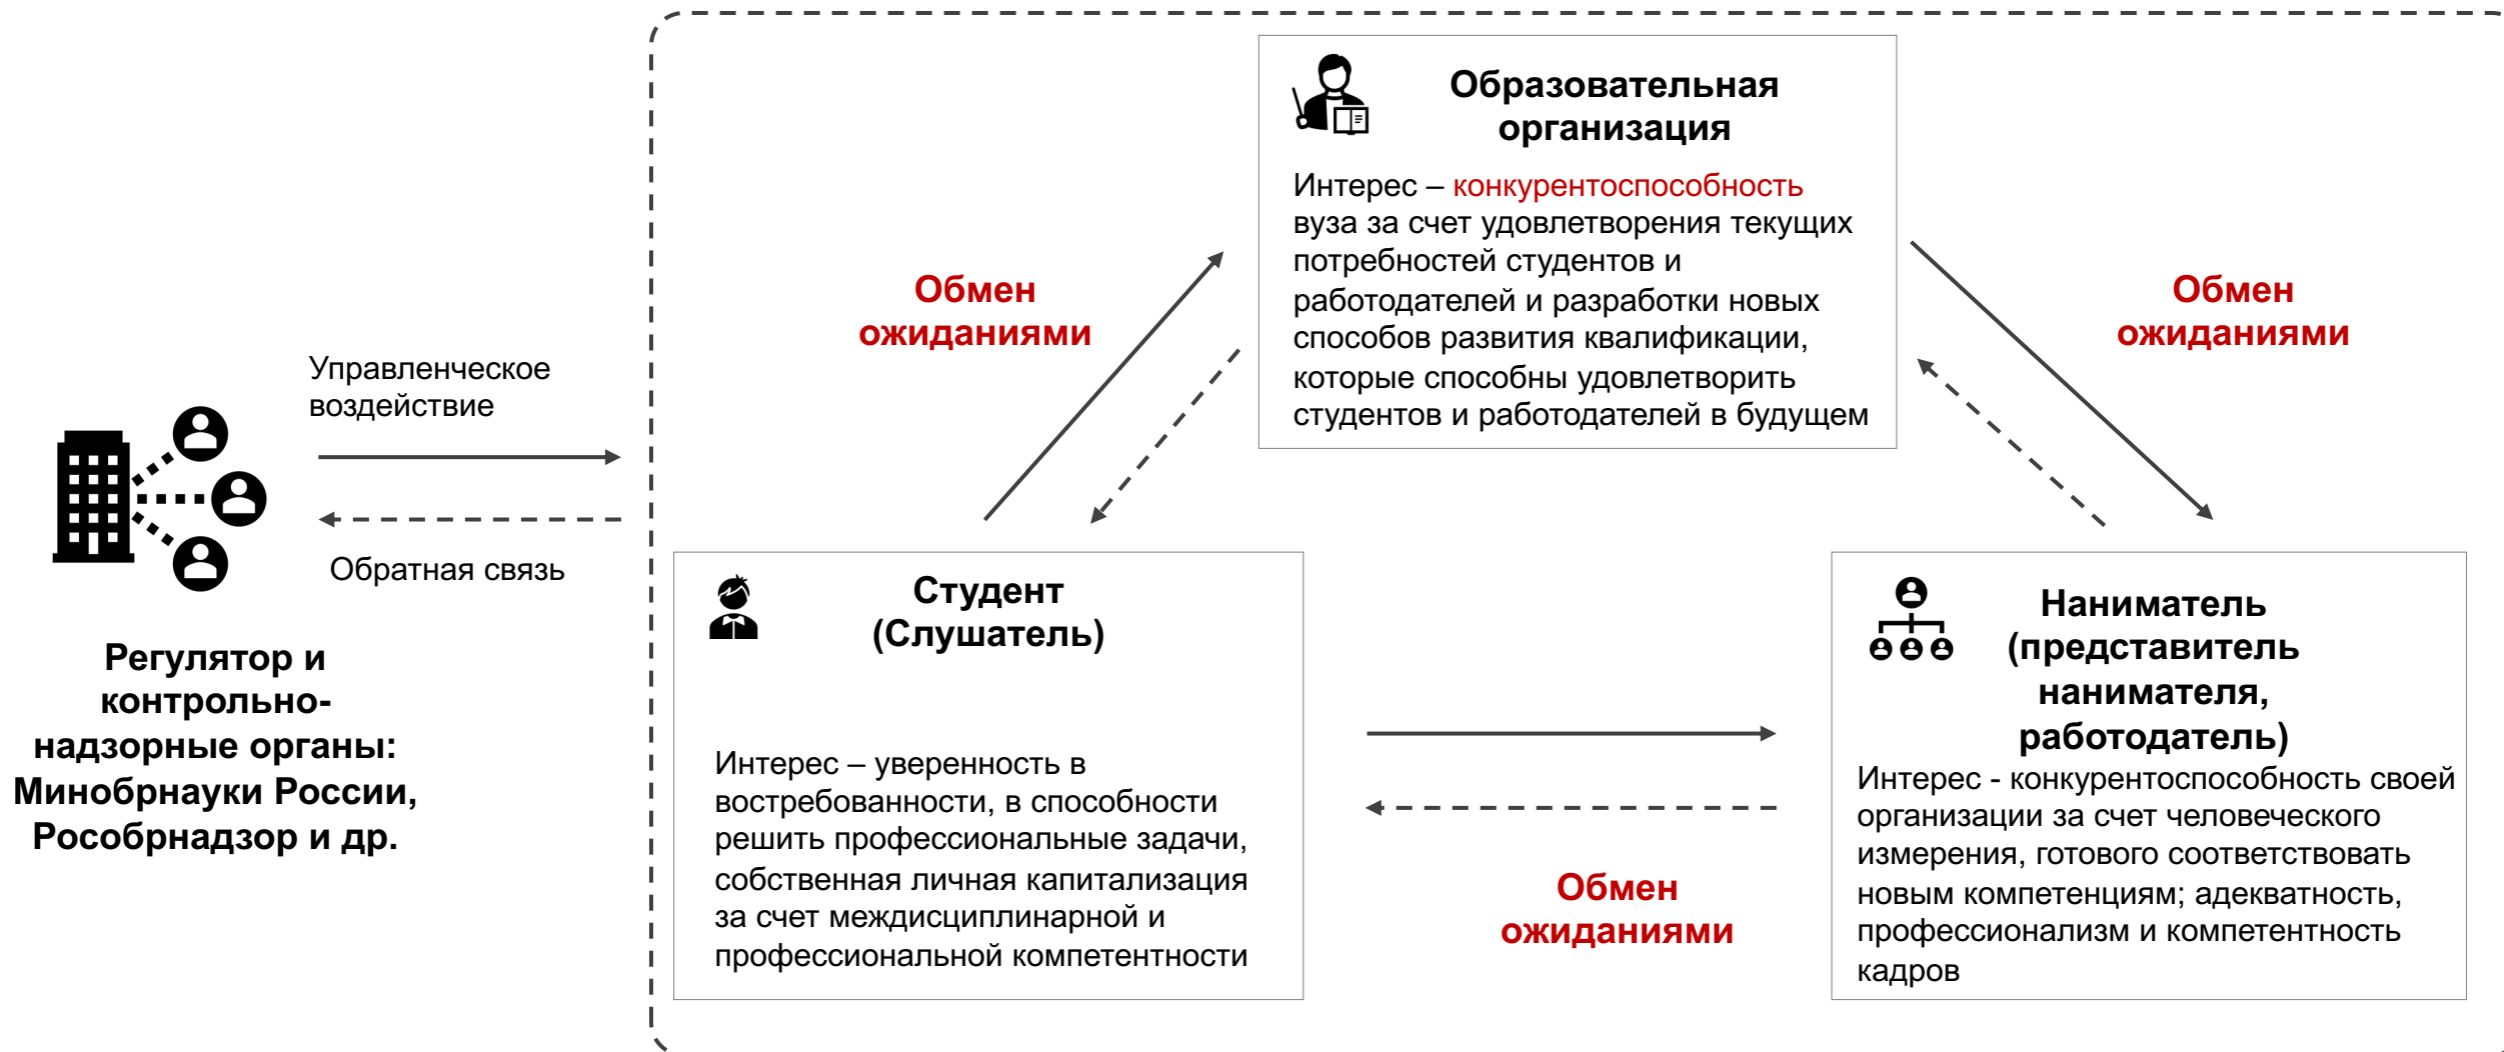 Управленческое
воздействие
Обратная связь
Регулятор и
контрольно-
надзорные органы:
Минобрнауки России,
Рособрнадзор и др.
Обмен
ожиданиями
Образовательная
организация
Интерес – конкурентоспособность
вуза за счет удовлетворения текущих
потребностей студентов и
работодателей и разработки новых
способов развития квалификации,
которые способны удовлетворить
студентов и работодателей в будущем
Обмен
ожиданиями
Студент
(Слушатель)
Интерес – уверенность в
востребованности, в способности
решить профессиональные задачи,
собственная личная капитализация
за счет междисциплинарной и
профессиональной компетентности
Обмен
ожиданиями
Наниматель
(представитель
нанимателя,
работодатель)
Интерес - конкурентоспособность своей
организации за счет человеческого
измерения, готового соответствовать
новым компетенциям; адекватность,
профессионализм и компетентность
кадров